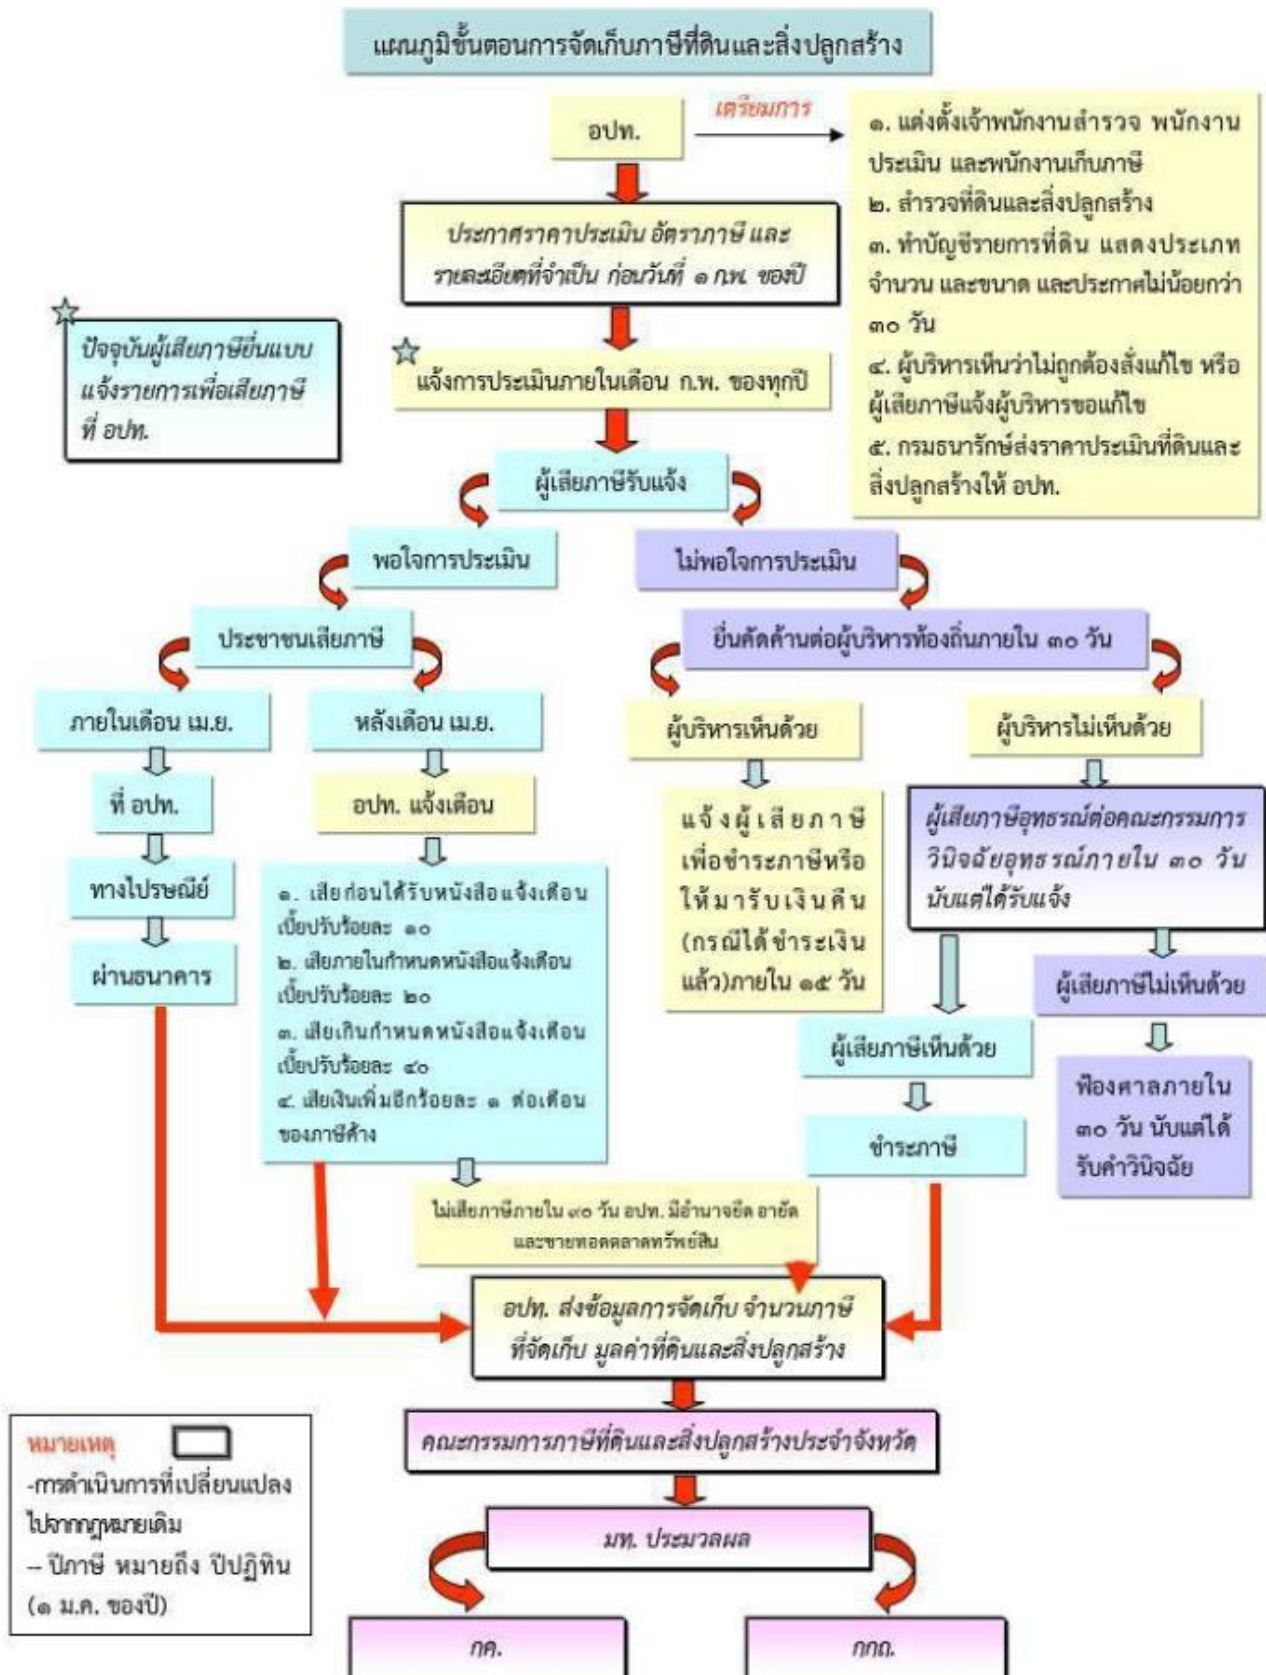 แผนภูมิขั้นตอนการจัดเก็บภาษีที่ดินและสิ่งปลูกสร้าง
อปท.
เตรียมการ
๑. แต่งตั้งเจ้าพนักงานสำรวจ พนักงาน
ประเมิน และพนักงานเก็บภาษี
๒. สำรวจที่ดินและสิ่งปลูกสร้าง
๓. ทำบัญชีรายการที่ดิน แสดงประเภท
จำนวน และขนาด และประกาศไม่น้อยกว่า
๓๐ วัน
๔. ผู้บริหารเห็นว่าไม่ถูกต้องสั่งแก้ไข หรือ
ผู้เสียภาษีแจ้งผู้บริหารขอแก้ไข
๕. กรมธนารักษ์ส่งราคาประเมินที่ดินและ
สิ่งปลูกสร้างให้ อปท.
ประกาศราคาประเมิน อัตราภาษี และ
รายละเอียดที่จำเป็น ก่อนวันที่ ๑ ก.พ. ของปี
ปัจจุบันผู้เสียภาษียื่นแบบ
แจ้งรายการเพื่อเสียภาษี
ที่ อปท.
แจ้งการประเมินภายในเดือน ก.พ. ของทุกปี
ผู้เสียภาษีรับแจ้ง
พอใจการประเมิน
ไม่พอใจการประเมิน
ประชาชนเสียภาษี
ยื่นคัดค้านต่อผู้บริหารท้องถิ่นภายใน ๓๐ วัน
ภายในเดือน เม.ย.
หลังเดือน เม.ย.
ผู้บริหารเห็นด้วย
ผู้บริหารไม่เห็นด้วย
ที่ อปท.
ทางไปรษณีย์
ผ่านธนาคาร
อปท. แจ้งเตือน
๑. เสียก่อนได้รับหนังสือแจ้งเตือน
เบี้ยปรับร้อยละ ๑๐
๒. เสียภายในกำหนดหนังสือแจ้งเตือน
เบี้ยปรับร้อยละ ๒๐
๓. เสียเกินกำหนดหนังสือแจ้งเตือน
เบี้ยปรับร้อยละ ๔๐
๔. เสียเงินเพิ่มอีกร้อยละ ๑ ต่อเดือน
ของภาษีค้าง
แจ้งผู้เสียภาษี
เพื่อชำระภาษีหรือ
ให้มารับเงินคืน
(กรณีได้ชำระเงิน
แล้ว)ภายใน ๑๕ วัน
ผู้เสียภาษีอุทธรณ์ต่อคณะกรรมการ
วินิจฉัยอุทธรณ์ภายใน ๓๐ วัน
นับแต่ได้รับแจ้ง
ผู้เสียภาษีไม่เห็นด้วย
ผู้เสียภาษีเห็นด้วย
ฟ้องศาลภายใน
๓๐ วัน นับแต่ได้
รับคำวินิจฉัย
ชำระภาษี
ไม่เสียภาษีภายใน ๙๐ วัน อปท. มีอำนาจยึด อายัด
และขายทอดตลาดทรัพย์สิน
อปท. ส่งข้อมูลการจัดเก็บ จำนวนภาษี
ที่จัดเก็บ มูลค่าที่ดินและสิ่งปลูกสร้าง
คณะกรรมการภาษีที่ดินและสิ่งปลูกสร้างประจำจังหวัด
มท. ประมวลผล
กค.
กกถ.
หมายเหตุ
-การดำเนินการที่เปลี่ยนแปลง
ไปจากกฎหมายเดิม
-- ปีภาษี หมายถึง ปีปฏิทิน
(๑ ม.ค. ของปี)